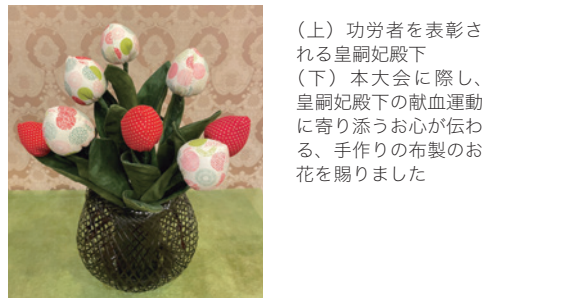 （上）功労者を表彰さ
れる皇嗣妃殿下
（下）本大会に際し、
皇嗣妃殿下の献血運動
に寄り添うお心が伝わ
る、手作りの布製のお
花を賜りました